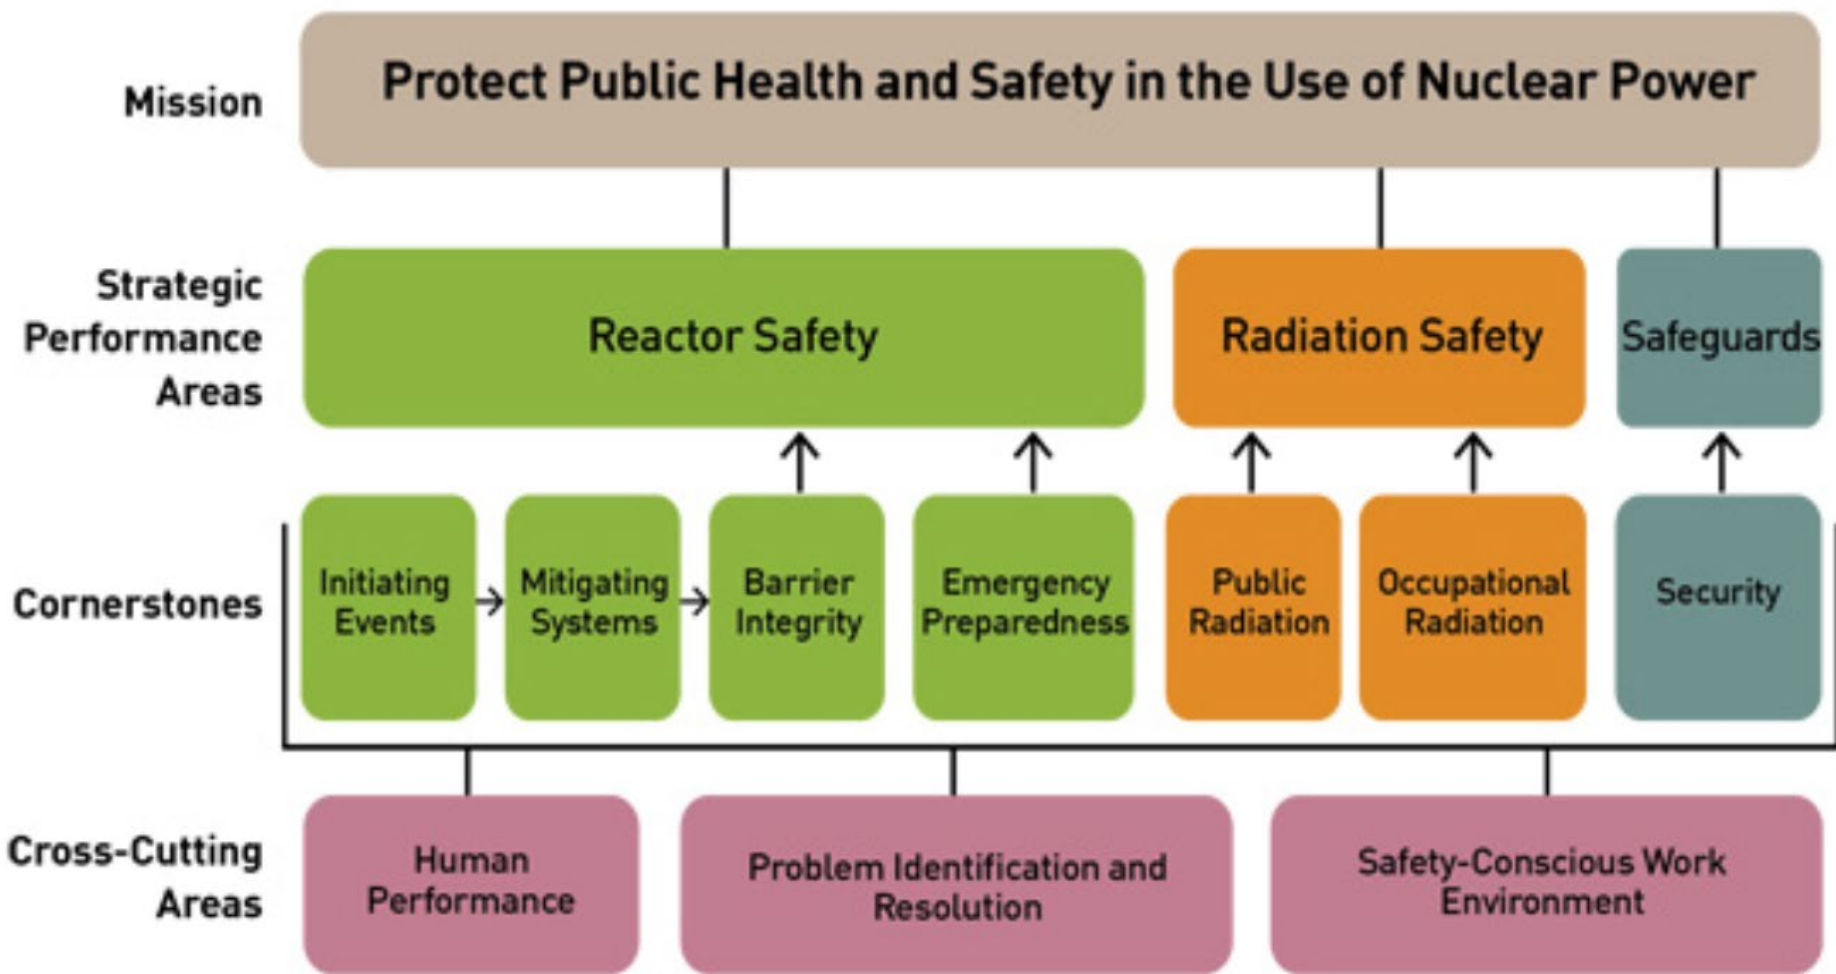 Mission
Protect Public Health and Safety in the Use of Nuclear Power
Strategic
Performance
Areas
Reactor Safety
Radiation Safety
Safeguards
Cornerstones
Initiating
Events
Mitigating
Systems
Barrier
Integrity
Emergency
Preparedness
Public
Radiation
Occupational
Radiation
Security
Cross-Cutting
Areas
Human
Performance
Problem Identification and
Resolution
Safety-Conscious Work
Environment